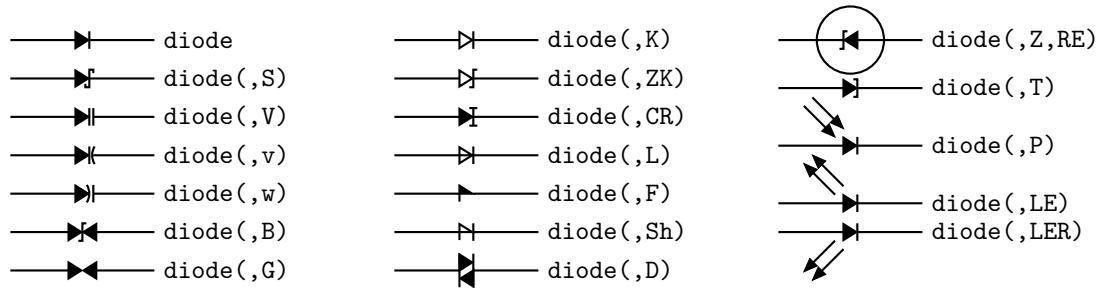 diode
diode(,S)
diode(,V)
diode(,v)
diode(,w)
diode(,B)
diode(,G)
diode(,K)
diode(,ZK)
diode(,CR)
diode(,L)
diode(,F)
diode(,Sh)
diode(,D)
diode(,Z,RE)
diode(,T)
diode(,P)
diode(,LE)
diode(,LER)